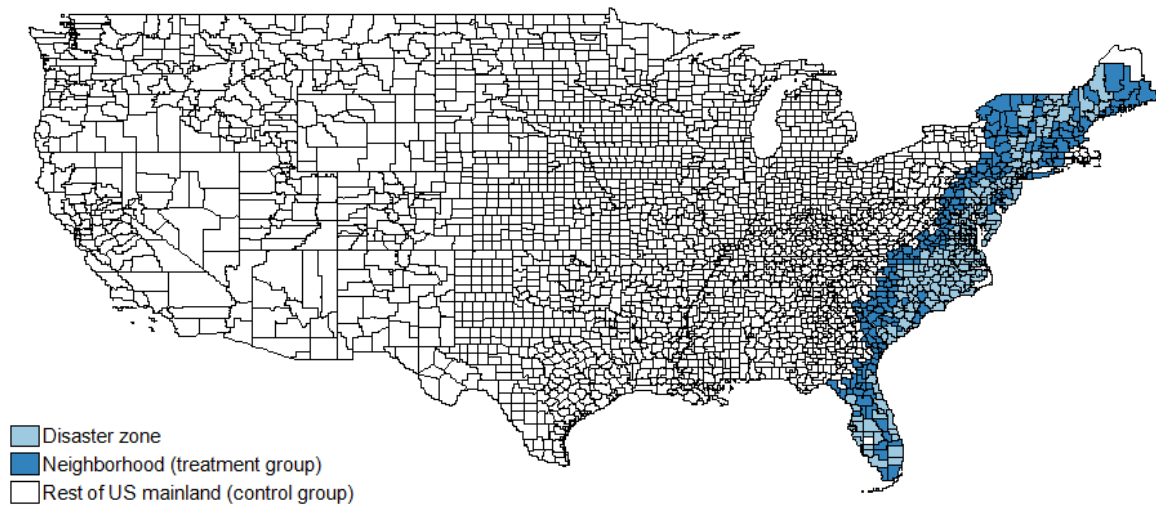 Disaster zone
Neighborhood (treatment group)
Rest of US mainland (control group)